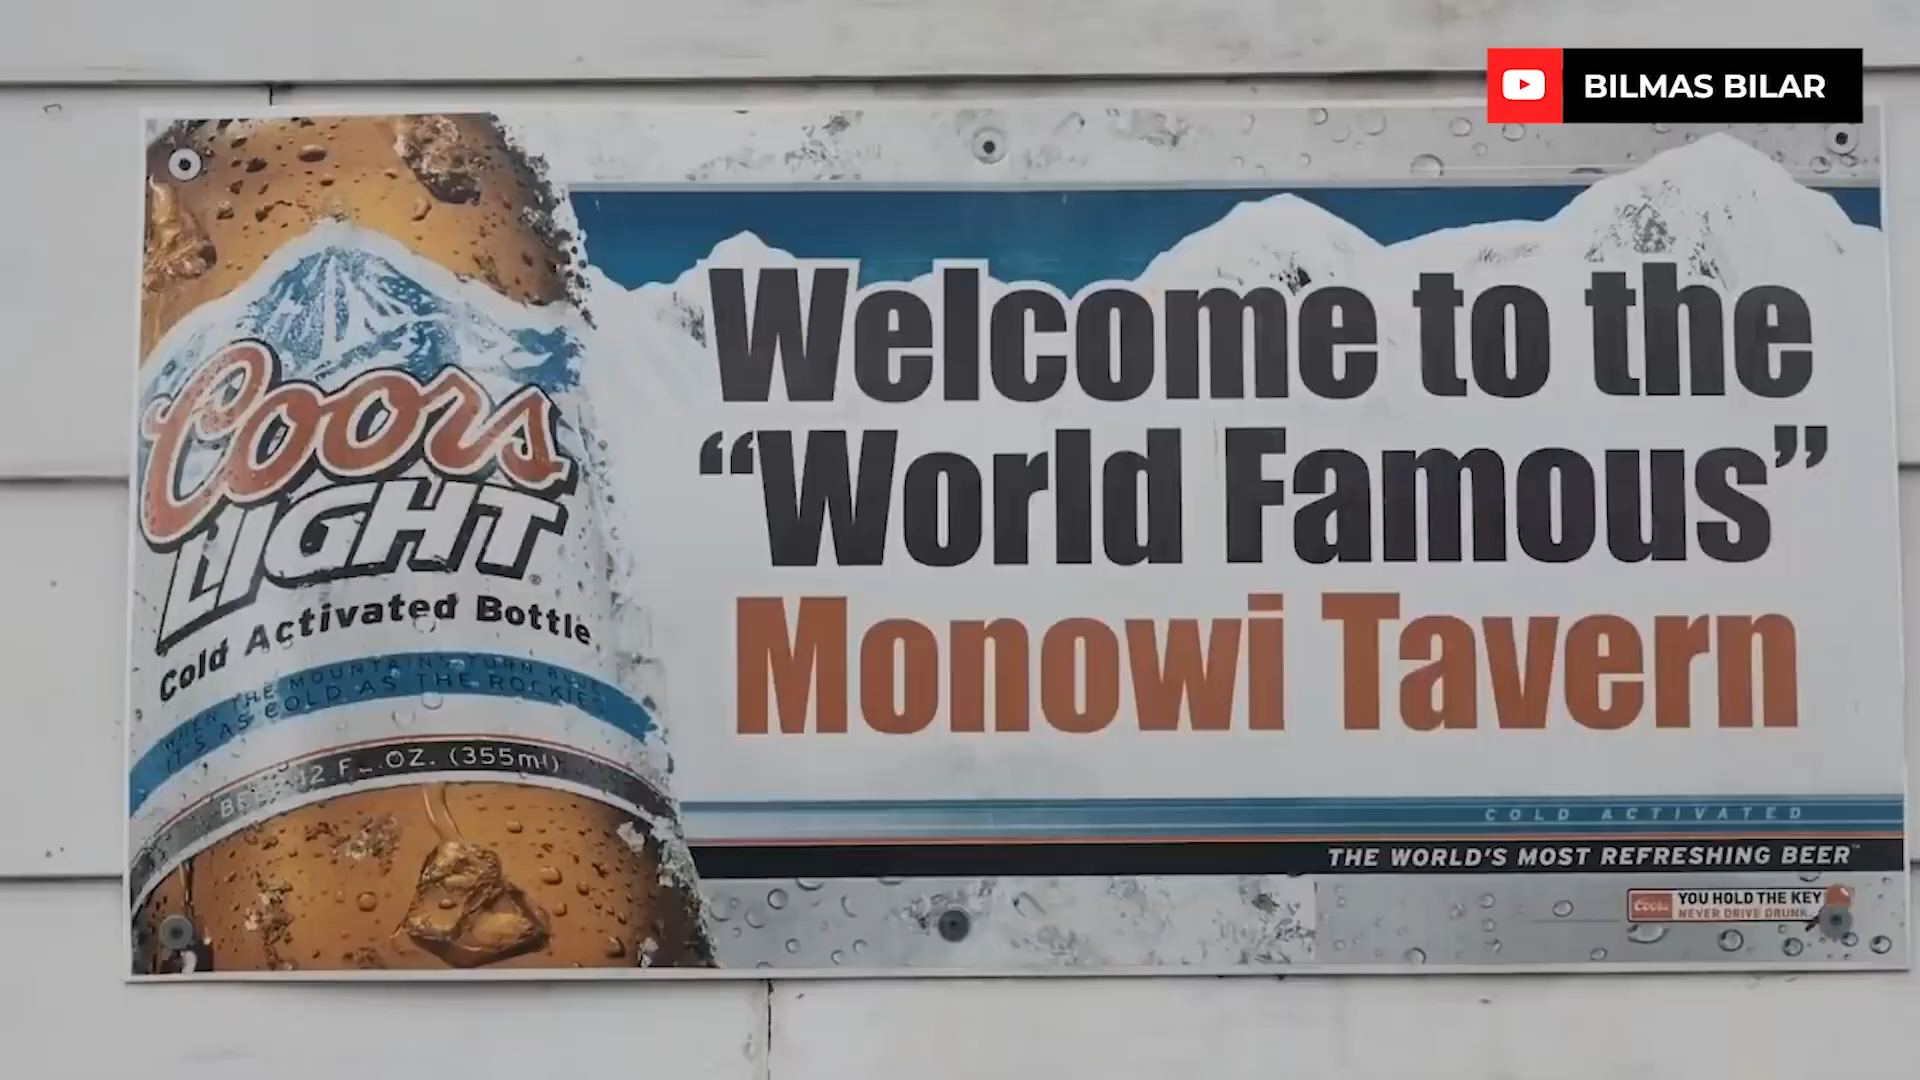 BILMAS BILAR
Welcome to the
“World Famous”
Monowi Tavern
Coors
LIGHT®
Cold Activated Bottle
WHEN THE MOUNTAINS TURN BLUE
IT'S AS COLD AS THE ROCKIES
BEER 12 FL. OZ. (355ml)
COLD ACTIVATED
THE WORLD'S MOST REFRESHING BEER™
Coors
YOU HOLD THE KEY
NEVER DRIVE DRUNK